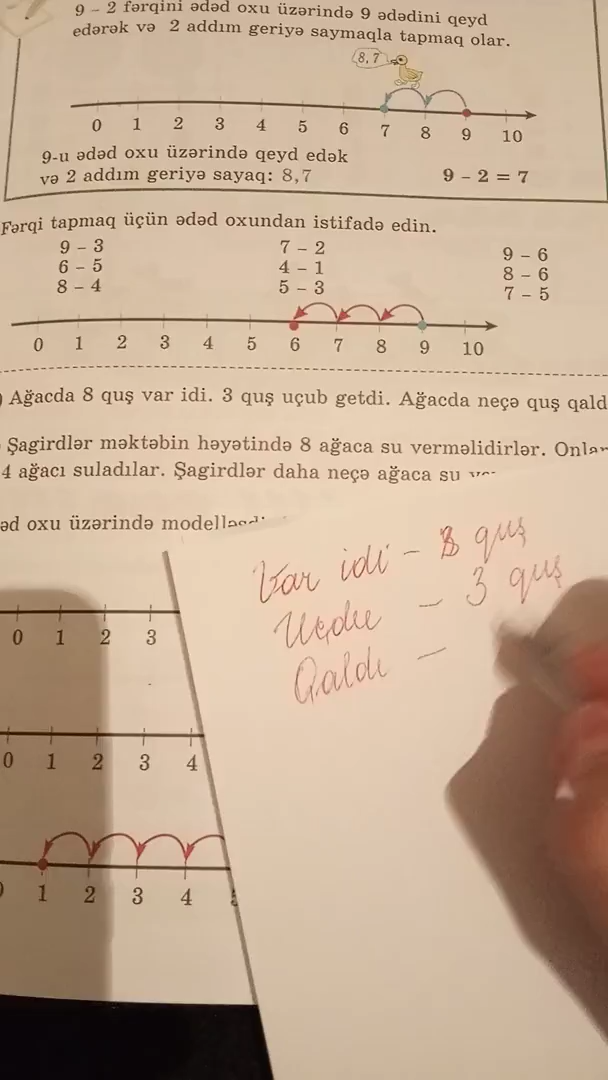 9 – 2 fərqini ədəd oxu üzərində 9 ədədini qeyd
edərək və 2 addım geriyə saymaqla tapmaq olar.
8,7
0 1 2 3 4 5 6 7 8 9 10
9-u ədəd oxu üzərində qeyd edək
və 2 addım geriyə sayaq: 8,7
9 – 2 = 7
Fərqi tapmaq üçün ədəd oxundan istifadə edin.
9 – 3 7 – 2 9 – 6
6 – 5 4 – 1 8 – 6
8 – 4 5 – 3 7 – 5
0 1 2 3 4 5 6 7 8 9 10
Ağacda 8 quş var idi. 3 quş uçub getdi. Ağacda neçə quş qald
Şagirdlər məktəbin həyətində 8 ağaca su verməlidirlər.
4 ağacı suladılar. Şagirdlər daha neçə ağaca su
əd oxu üzərində
Var idi – 8 quş
Uçdu – 3 quş
Qaldı –
0 1 2 3
0 1 2 3 4
1 2 3 4